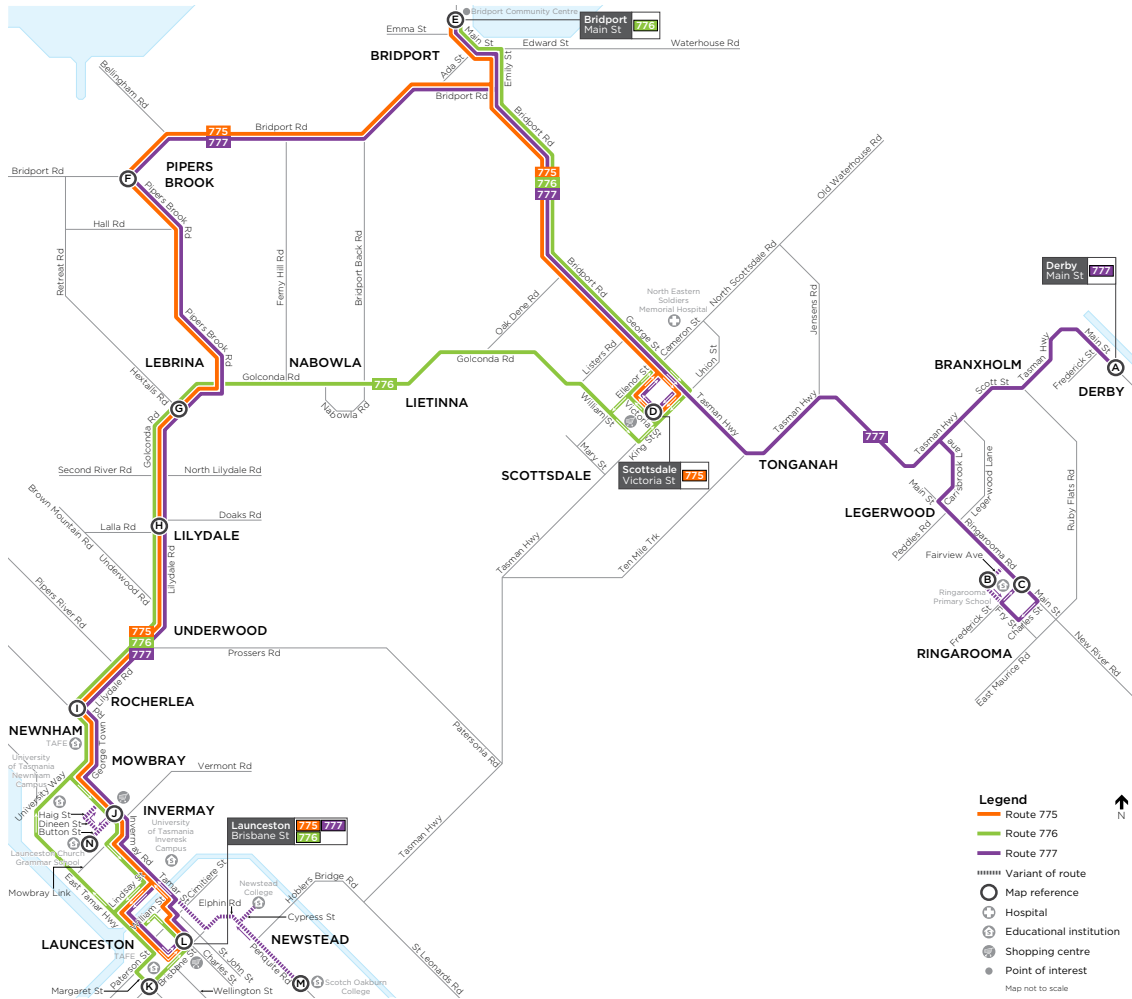 Bridport Community Centre
E
Bridport
Main St
776
Emma St
Main St
Edward St
Waterhouse Rd
BRIDPORT
Ada St
Emily St
Bellingham Rd
Bridport Rd
Bridport Rd
Bridport Rd
775
777
PIPERS
BROOK
Bridport Rd
F
775
776
777
Old Waterhouse Rd
Pipers Brook Rd
Hall Rd
Retreat Rd
Ferny Hill Rd
Bridport Back Rd
Bridport Rd
North Scottsdale Rd
Derby
Main St
777
North Eastern
Soldiers
Memorial Hospital
Oak Dene Rd
Jensens Rd
Pipers Brook Rd
George St
Cameron St
Listers Rd
Union St
Main St
Tasman Hwy
Frederick St
A
DERBY
BRANXHOLM
Scott St
LEBRINA
NABOWLA
Golconda Rd
Golconda Rd
776
LIETINNA
Hextalls Rd
G
Nabowla Rd
Ellenor St
William St
Victoria St
D
King St
Mary St
Tasman Hwy
Tasman Hwy
Tasman Hwy
777
TONGANAH
Golconda Rd
SCOTTSDALE
Scottsdale
Victoria St
775
Second River Rd
North Lilydale Rd
Carisbrook Lane
Legerwood Lane
Ruby Flats Rd
Main St
LEGERWOOD
Peddles Rd
Ringarooma Rd
Brown Mountain Rd
Doaks Rd
Lalla Rd
H
LILYDALE
Underwood Rd
Lilydale Rd
Tasman Hwy
Ten Mile Trk
Fairview Ave
B
C
Ringarooma
Primary School
Main St
Frederick St
Fry St
Charles St
RINGAROOMA
New River Rd
East Maurice Rd
Pipers River Rd
775
776
777
UNDERWOOD
Prossers Rd
Lilydale Rd
ROCHERLEA
I
NEWNHAM
TAFE
George Town Rd
Patersonia Rd
University
of Tasmania
Newnham
Campus
MOWBRAY
Vermont Rd
University Way
Haig St
Dineen St
Button St
J
N
INVERMAY
University
of Tasmania
Inveresk
Campus
Invermay Rd
Launceston
Brisbane St
775
777
776
Launceston Church
Grammar School
Mowbray Link
East Tamar Hwy
Lindsay St
Tamar St
Cimitiere St
William St
Elphin Rd
Newstead
College
Hoblers Bridge Rd
Tasman Hwy
Cypress St
LAUNCESTON
TAFE
L
NEWSTEAD
Paterson St
Brisbane St
Charles St
St John St
Penquite Rd
St Leonards Rd
K
M
Scotch Oakburn
College
Margaret St
Wellington St
Legend
N
Route 775
Route 776
Route 777
Variant of route
Map reference
Hospital
Educational institution
Shopping centre
Point of interest
Map not to scale